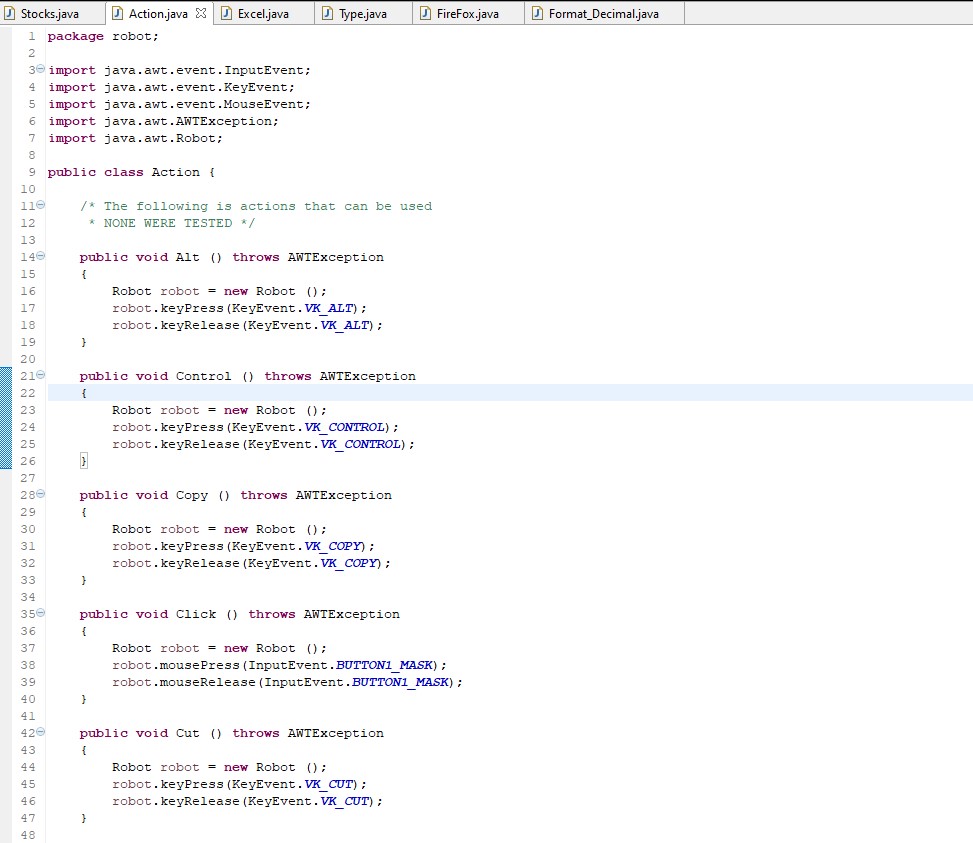 Stocks.java Action.java Excel.java Type.java FireFox.java Format_Decimal.java
1 package robot;
2
3 import java.awt.event.InputEvent;
4 import java.awt.event.KeyEvent;
5 import java.awt.event.MouseEvent;
6 import java.awt.AWTException;
7 import java.awt.Robot;
8
9 public class Action {
10
11 /* The following is actions that can be used
12 * NONE WERE TESTED */
13
14 public void Alt () throws AWTException
15 {
16 Robot robot = new Robot ();
17 robot.keyPress(KeyEvent.VK_ALT);
18 robot.keyRelease(KeyEvent.VK_ALT);
19 }
20
21 public void Control () throws AWTException
22 {
23 Robot robot = new Robot ();
24 robot.keyPress(KeyEvent.VK_CONTROL);
25 robot.keyRelease(KeyEvent.VK_CONTROL);
26 }
27
28 public void Copy () throws AWTException
29 {
30 Robot robot = new Robot ();
31 robot.keyPress(KeyEvent.VK_COPY);
32 robot.keyRelease(KeyEvent.VK_COPY);
33 }
34
35 public void Click () throws AWTException
36 {
37 Robot robot = new Robot ();
38 robot.mousePress(InputEvent.BUTTON1_MASK);
39 robot.mouseRelease(InputEvent.BUTTON1_MASK);
40 }
41
42 public void Cut () throws AWTException
43 {
44 Robot robot = new Robot ();
45 robot.keyPress(KeyEvent.VK_CUT);
46 robot.keyRelease(KeyEvent.VK_CUT);
47 }
48